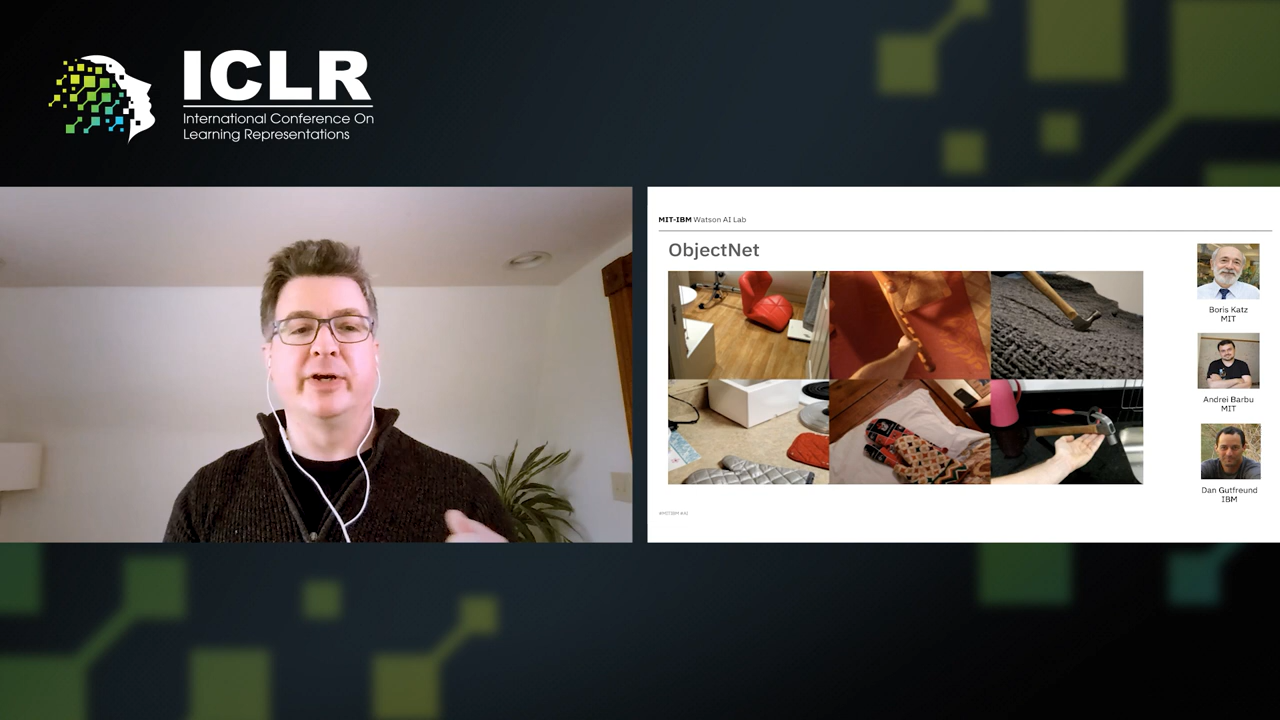 ICLR
International Conference On
Learning Representations
MIT-IBM Watson AI Lab
ObjectNet
Boris Katz
MIT
Andrei Barbu
MIT
Dan Gutfreund
IBM